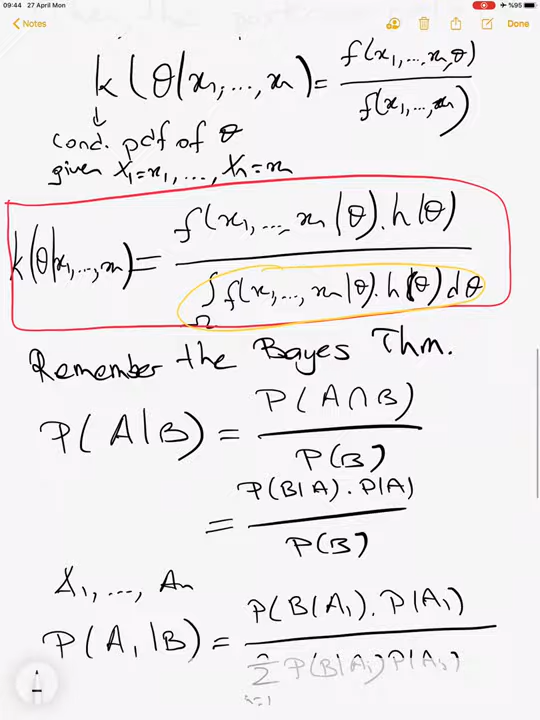 09:44 27 April Mon
%95
Notes
Done
k(θ|x1,...,xn) = f(x1,...,xn,θ) / f(x1,...,xn)
cond. pdf of θ
given X1=x1,..., Xn=xn
k(θ|x1,...,xn) = f(x1,...,xn|θ).h(θ) / ∫Ω f(x1,...,xn|θ).h(θ)dθ
Remember the Bayes Thm.
P(A|B) = P(A∩B) / P(B)
= P(B|A).P(A) / P(B)
A1,..., An
P(A1|B) = P(B|A1).P(A1) / Σ i=1 n P(B|Ai)P(Ai)